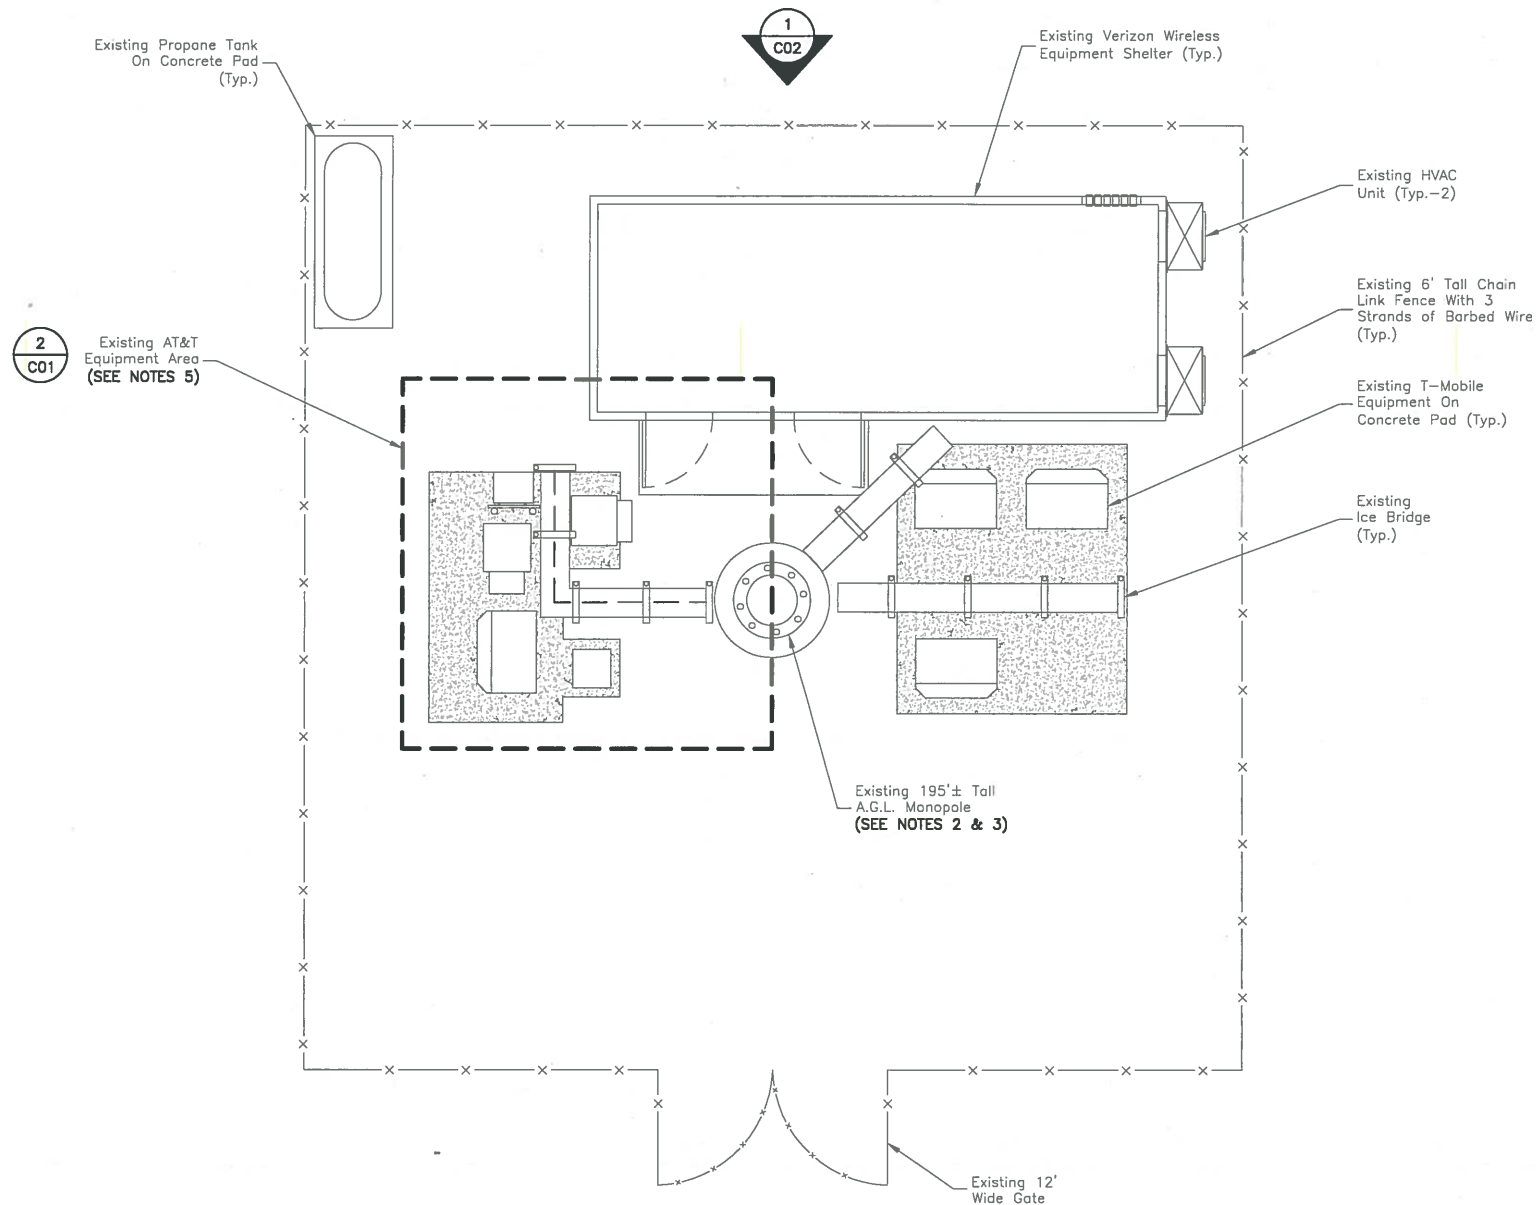 1
C02
Existing Propane Tank
On Concrete Pad
(Typ.)
Existing Verizon Wireless
Equipment Shelter (Typ.)
Existing HVAC
Unit (Typ.-2)
Existing 6' Tall Chain
Link Fence With 3
Strands of Barbed Wire
(Typ.)
2
C01
Existing AT&T
Equipment Area
(SEE NOTES 5)
Existing T-Mobile
Equipment On
Concrete Pad (Typ.)
Existing
Ice Bridge
(Typ.)
Existing 195'± Tall
A.G.L. Monopole
(SEE NOTES 2 & 3)
Existing 12'
Wide Gate